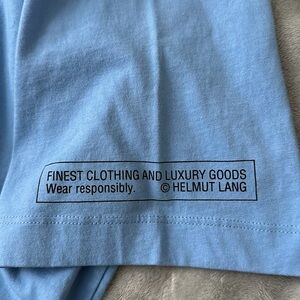 FINEST CLOTHING AND LUXURY GOODS
Wear responsibly. © HELMUT LANG